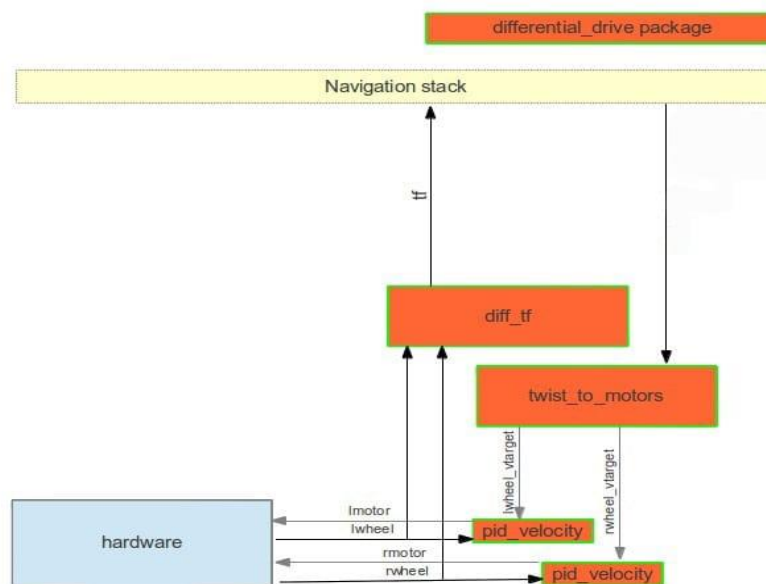 differential_drive package
Navigation stack
tf
diff_tf
twist_to_motors
lwheel_vtarget
rwheel_vtarget
lmotor
lwheel
pid_velocity
hardware
rmotor
rwheel
pid_velocity